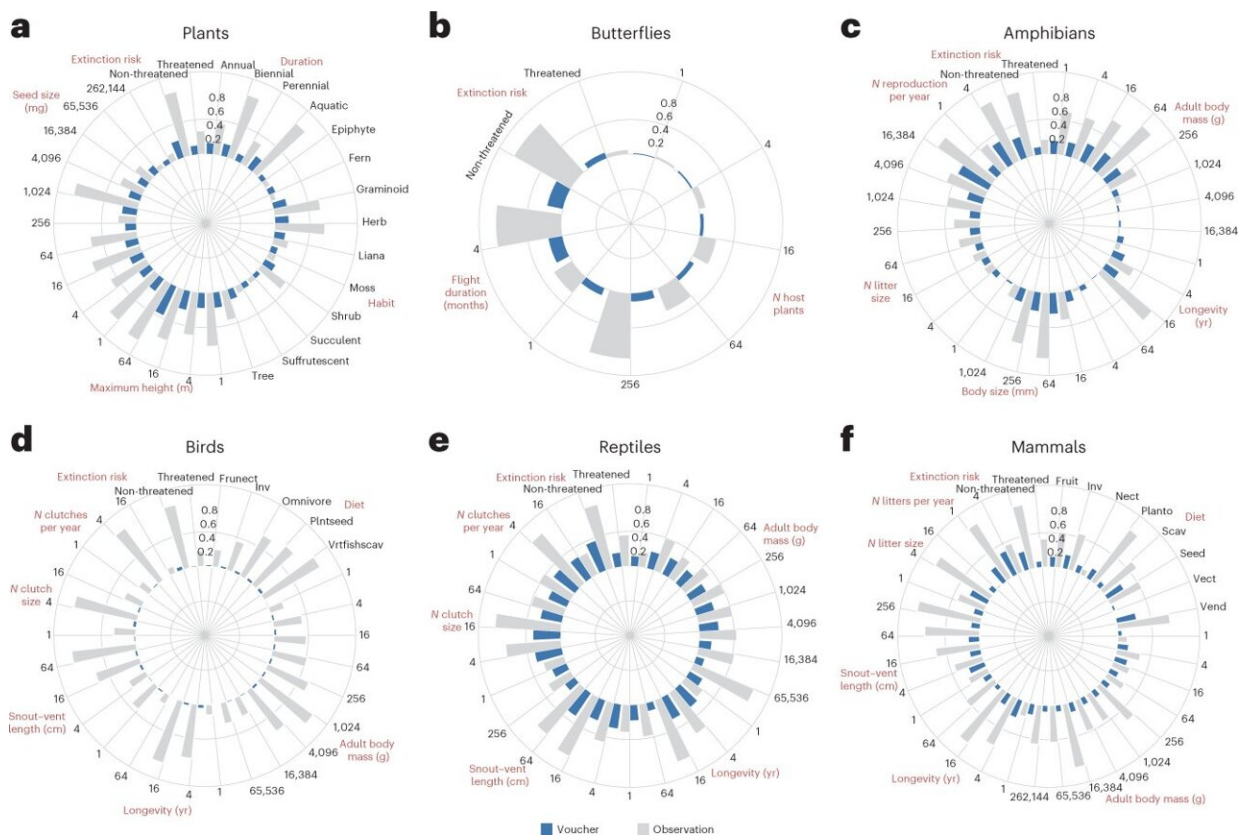 a
Plants
Extinction risk
Threatened
Non-threatened
Annual
Duration
Biennial
Perennial
Aquatic
Epiphyte
Fern
Graminoid
Herb
Liana
Moss
Habit
Shrub
Succulent
Suffrutescent
Tree
1
4
16
64
Maximum height (m)
1
4
16
64
256
1,024
4,096
16,384
65,536
262,144
Seed size
(mg)
0.8
0.6
0.4
0.2
b
Butterflies
Threatened
Extinction risk
Non-threatened
0.8
0.6
0.4
0.2
1
4
16
N host
plants
64
256
1
Flight
duration
(months)
4
c
Amphibians
Extinction risk
Threatened
Non-threatened
N reproduction
per year
0.8
0.6
0.4
0.2
1
4
16
64
Adult body
mass (g)
256
1,024
4,096
16,384
1
4
Longevity
(yr)
16
4
16
64
256
1,024
Body size (mm)
1
4
16
N litter
size
64
256
1,024
4,096
16,384
1
4
d
Birds
Extinction risk
Threatened
Non-threatened
Frunect
Inv
Omnivore
Diet
Plntseed
Vrtfishscav
0.8
0.6
0.4
0.2
1
4
16
64
256
1,024
4,096
Adult body
mass (g)
16,384
65,536
1
4
16
64
Longevity (yr)
1
4
Snout–vent
length (cm)
16
64
1
4
N clutch
size
16
1
4
16
N clutches
per year
e
Reptiles
Extinction risk
Threatened
Non-threatened
0.8
0.6
0.4
0.2
1
4
16
64
Adult body
mass (g)
256
1,024
4,096
16,384
65,536
1
4
Longevity (yr)
16
64
1
4
16
64
Snout–vent
length (cm)
256
1
4
16
N clutch
size
64
1
4
16
N clutches
per year
f
Mammals
Extinction risk
Threatened
Non-threatened
N litters per year
Fruit
Inv
Nect
Planto
Diet
Scav
Seed
Vect
Vend
0.8
0.6
0.4
0.2
1
4
16
64
256
1,024
4,096
16,384
Adult body mass (g)
65,536
262,144
1
4
16
Longevity (yr)
64
1
4
Snout–vent
length (cm)
16
64
256
1
4
N litter size
16
1
4
Voucher
Observation